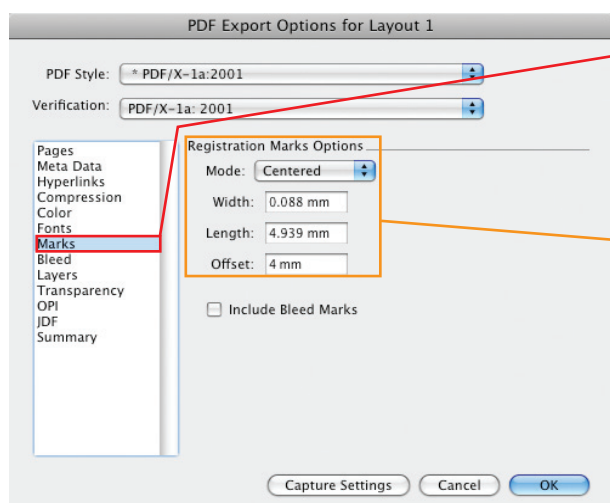 PDF Export Options for Layout 1
PDF Style: * PDF/X-1a:2001
Verification: PDF/X-1a: 2001
Pages
Meta Data
Hyperlinks
Compression
Color
Fonts
Marks
Bleed
Layers
Transparency
OPI
JDF
Summary
Registration Marks Options
Mode: Centered
Width: 0.088 mm
Length: 4.939 mm
Offset: 4 mm
Include Bleed Marks
Capture Settings Cancel OK